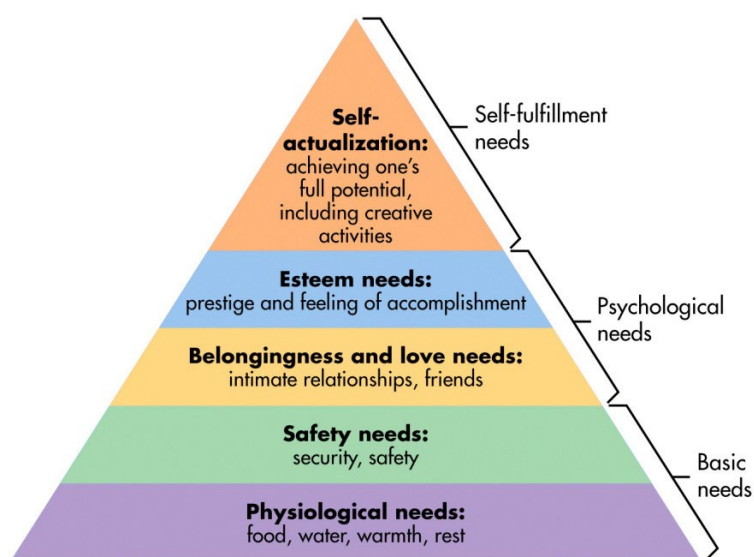 Self-
actualization:
achieving one's
full potential,
including creative
activities
Self-fulfillment
needs
Esteem needs:
prestige and feeling of accomplishment
Psychological
needs
Belongingness and love needs:
intimate relationships, friends
Safety needs:
security, safety
Basic
needs
Physiological needs:
food, water, warmth, rest